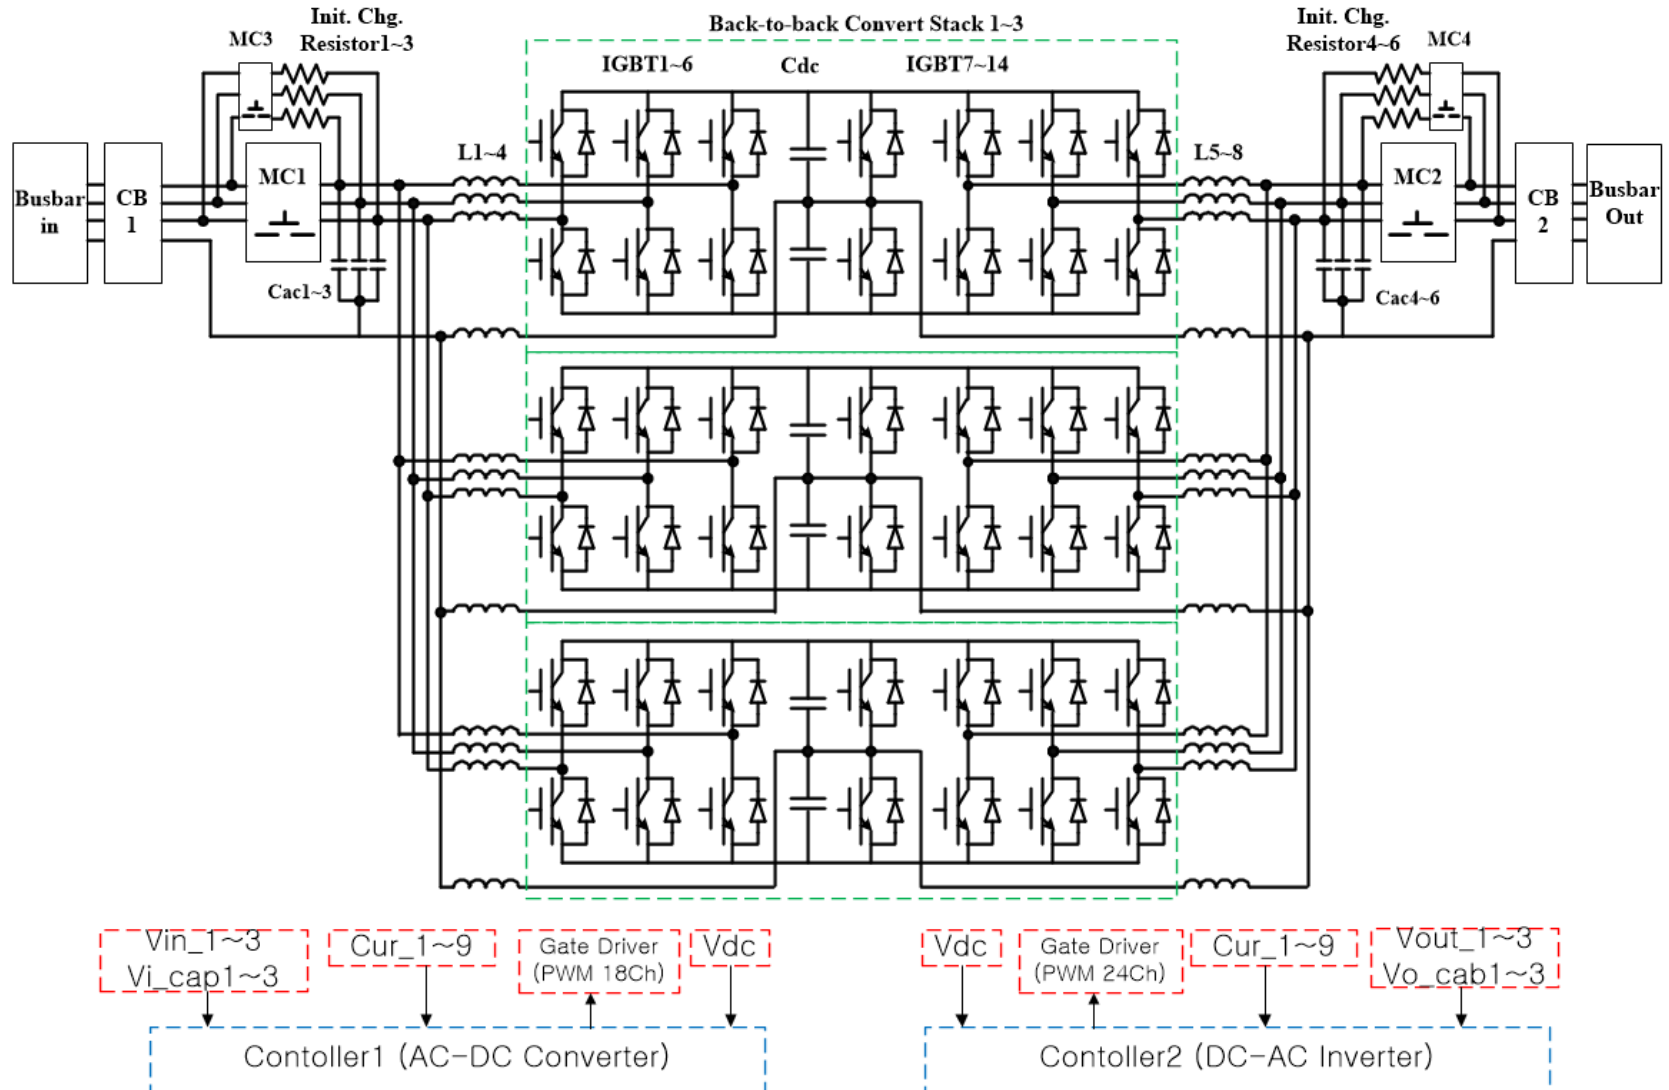 Init. Chg.
Resistor1~3
MC3
Back-to-back Convert Stack 1~3
Init. Chg.
Resistor4~6
MC4
IGBT1~6
Cdc
IGBT7~14
L1~4
L5~8
Busbar
in
CB
1
MC1
MC2
CB
2
Busbar
Out
Cac1~3
Cac4~6
Vin_1~3
Vi_cap1~3
Cur_1~9
Gate Driver
(PWM 18Ch)
Vdc
Vdc
Gate Driver
(PWM 24Ch)
Cur_1~9
Vout_1~3
Vo_cab1~3
Contoller1 (AC-DC Converter)
Contoller2 (DC-AC Inverter)